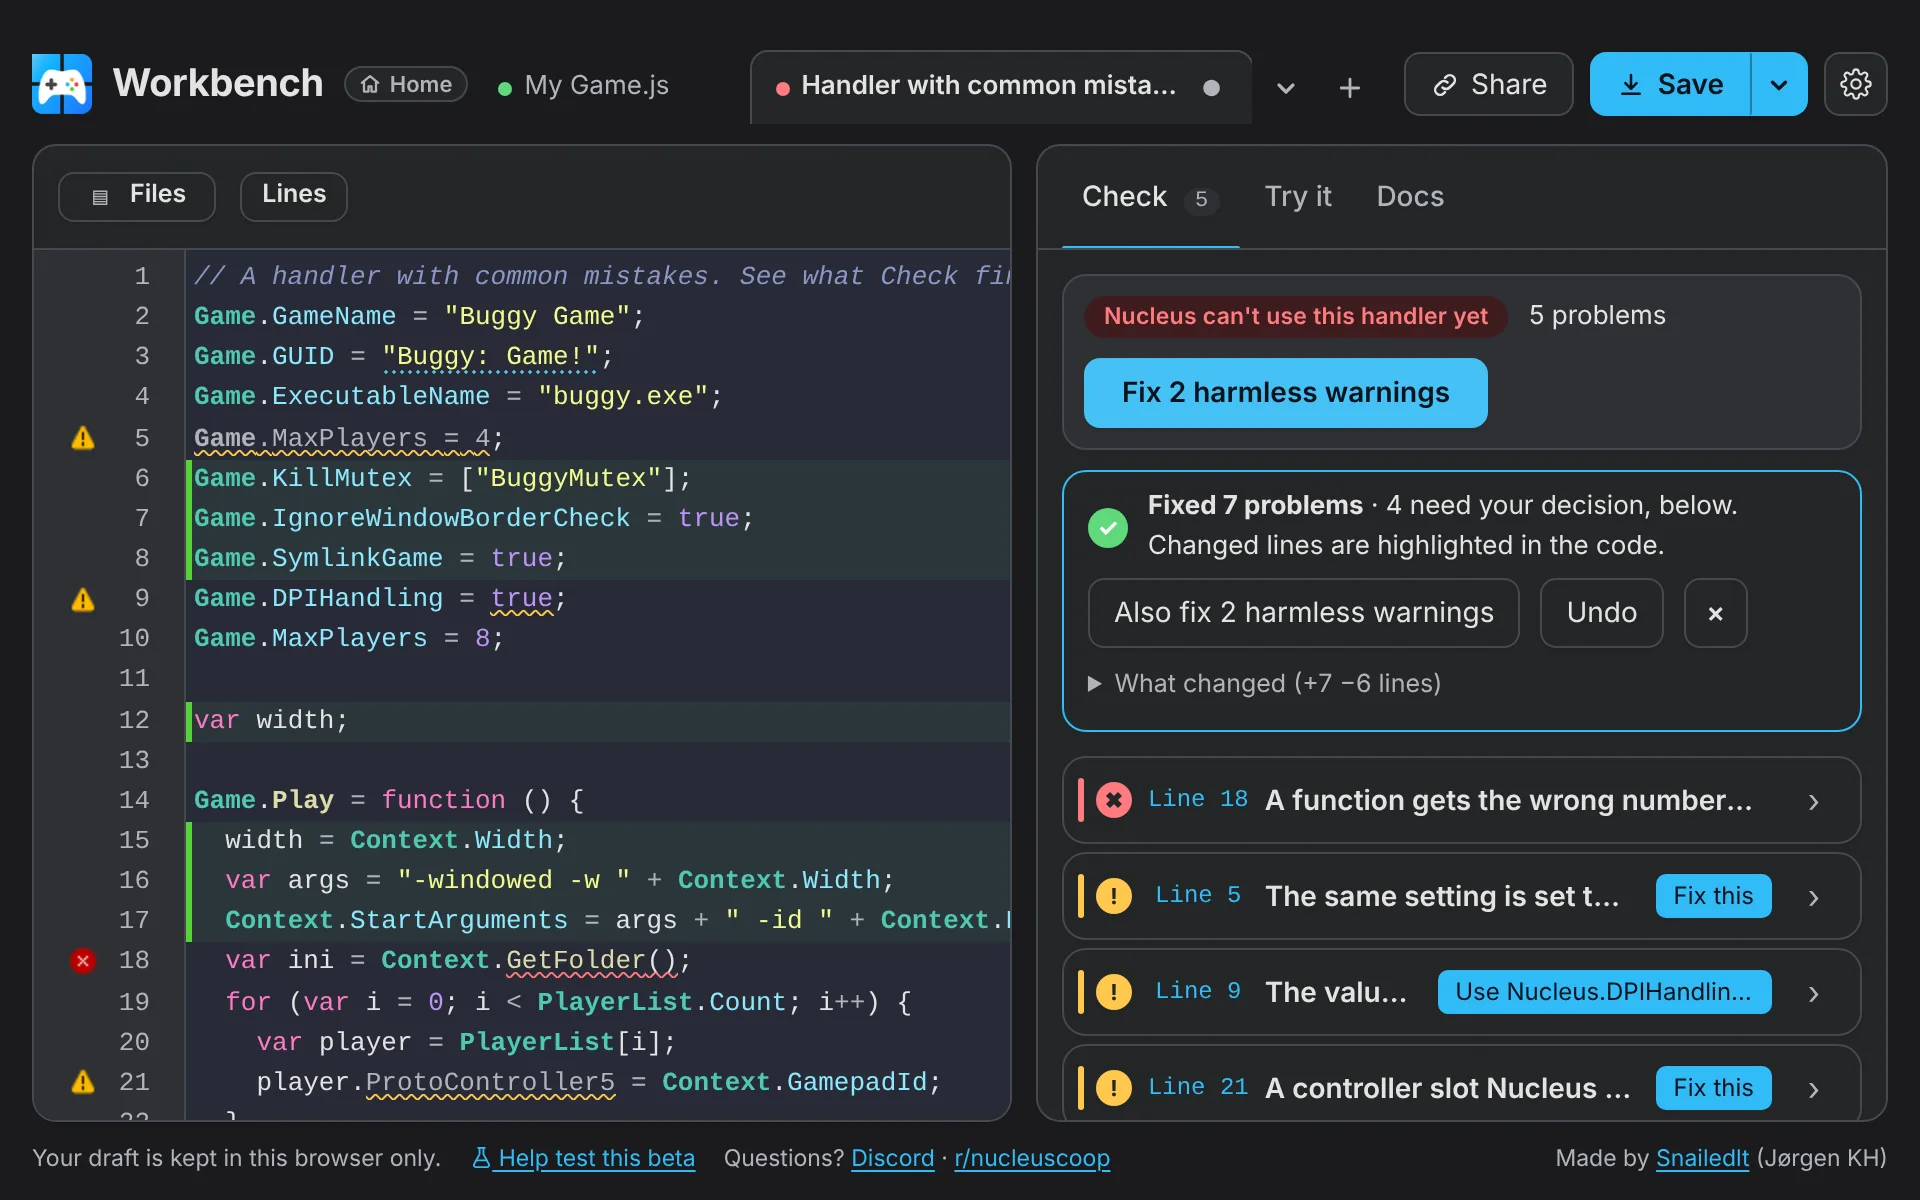 Workbench
Home
My Game.js
Handler with common mista...
Share
Save
Files
Lines
1 // A handler with common mistakes. See what Check fi
2 Game.GameName = "Buggy Game";
3 Game.GUID = "Buggy: Game!";
4 Game.ExecutableName = "buggy.exe";
5 Game.MaxPlayers = 4;
6 Game.KillMutex = ["BuggyMutex"];
7 Game.IgnoreWindowBorderCheck = true;
8 Game.SymlinkGame = true;
9 Game.DPIHandling = true;
10 Game.MaxPlayers = 8;
11
12 var width;
13
14 Game.Play = function () {
15 width = Context.Width;
16 var args = "-windowed -w " + Context.Width;
17 Context.StartArguments = args + " -id " + Context.
18 var ini = Context.GetFolder();
19 for (var i = 0; i < PlayerList.Count; i++) {
20 var player = PlayerList[i];
21 player.ProtoController5 = Context.GamepadId;
22 }
Check 5
Try it
Docs
Nucleus can't use this handler yet 5 problems
Fix 2 harmless warnings
Fixed 7 problems · 4 need your decision, below.
Changed lines are highlighted in the code.
Also fix 2 harmless warnings
Undo
×
What changed (+7 −6 lines)
Line 18 A function gets the wrong number...
Line 5 The same setting is set t... Fix this
Line 9 The valu... Use Nucleus.DPIHandlin...
Line 21 A controller slot Nucleus ... Fix this
Your draft is kept in this browser only.
Help test this beta
Questions? Discord · r/nucleuscoop
Made by SnailedIt (Jørgen KH)